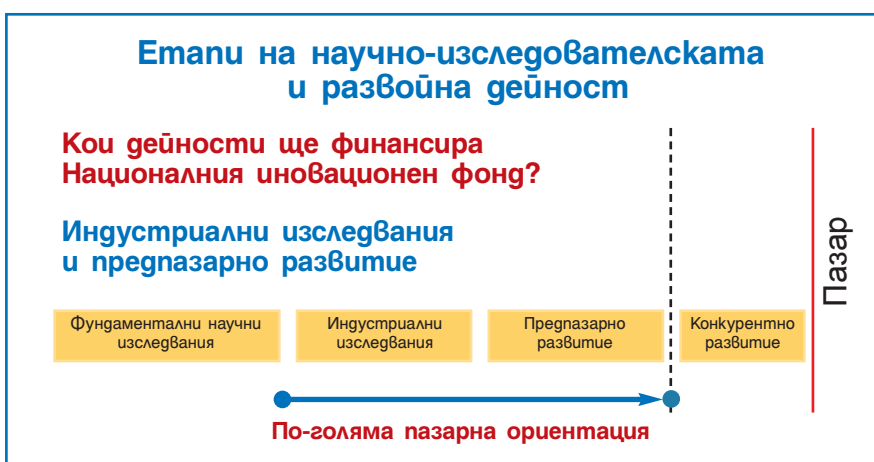 Етапи на научно-изследователската
и развойна дейност
Кои дейности ще финансира
Националния иновационен фонд?
Индустриални изследвания
и предпазарно развитие
Фундаментални научни
изследвания
Индустриални
изследвания
Предпазарно
развитие
Конкурентно
развитие
Пазар
По-голяма пазарна ориентация